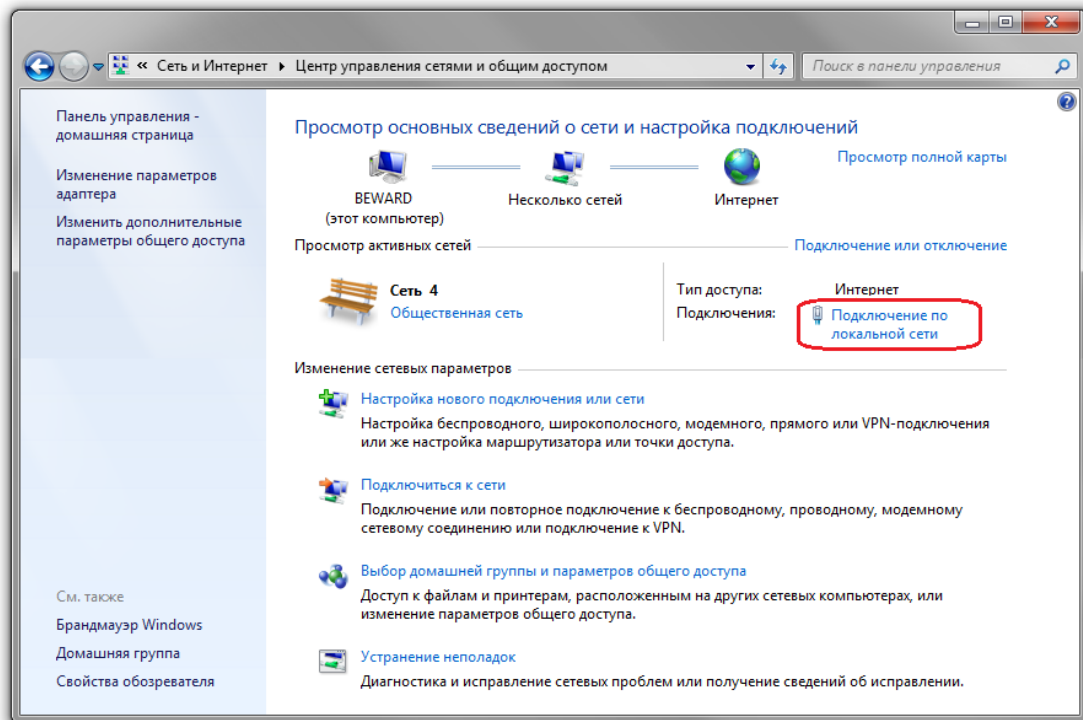 « Сеть и Интернет ▸ Центр управления сетями и общим доступом
Поиск в панели управления
Панель управления -
домашняя страница
Изменение параметров
адаптера
Изменить дополнительные
параметры общего доступа
См. также
Брандмауэр Windows
Домашняя группа
Свойства обозревателя
Просмотр основных сведений о сети и настройка подключений
Просмотр полной карты
BEWARD
(этот компьютер)
Несколько сетей
Интернет
Просмотр активных сетей
Подключение или отключение
Сеть 4
Общественная сеть
Тип доступа: Интернет
Подключения: Подключение по
локальной сети
Изменение сетевых параметров
Настройка нового подключения или сети
Настройка беспроводного, широкополосного, модемного, прямого или VPN-подключения
или же настройка маршрутизатора или точки доступа.
Подключиться к сети
Подключение или повторное подключение к беспроводному, проводному, модемному
сетевому соединению или подключение к VPN.
Выбор домашней группы и параметров общего доступа
Доступ к файлам и принтерам, расположенным на других сетевых компьютерах, или
изменение параметров общего доступа.
Устранение неполадок
Диагностика и исправление сетевых проблем или получение сведений об исправлении.